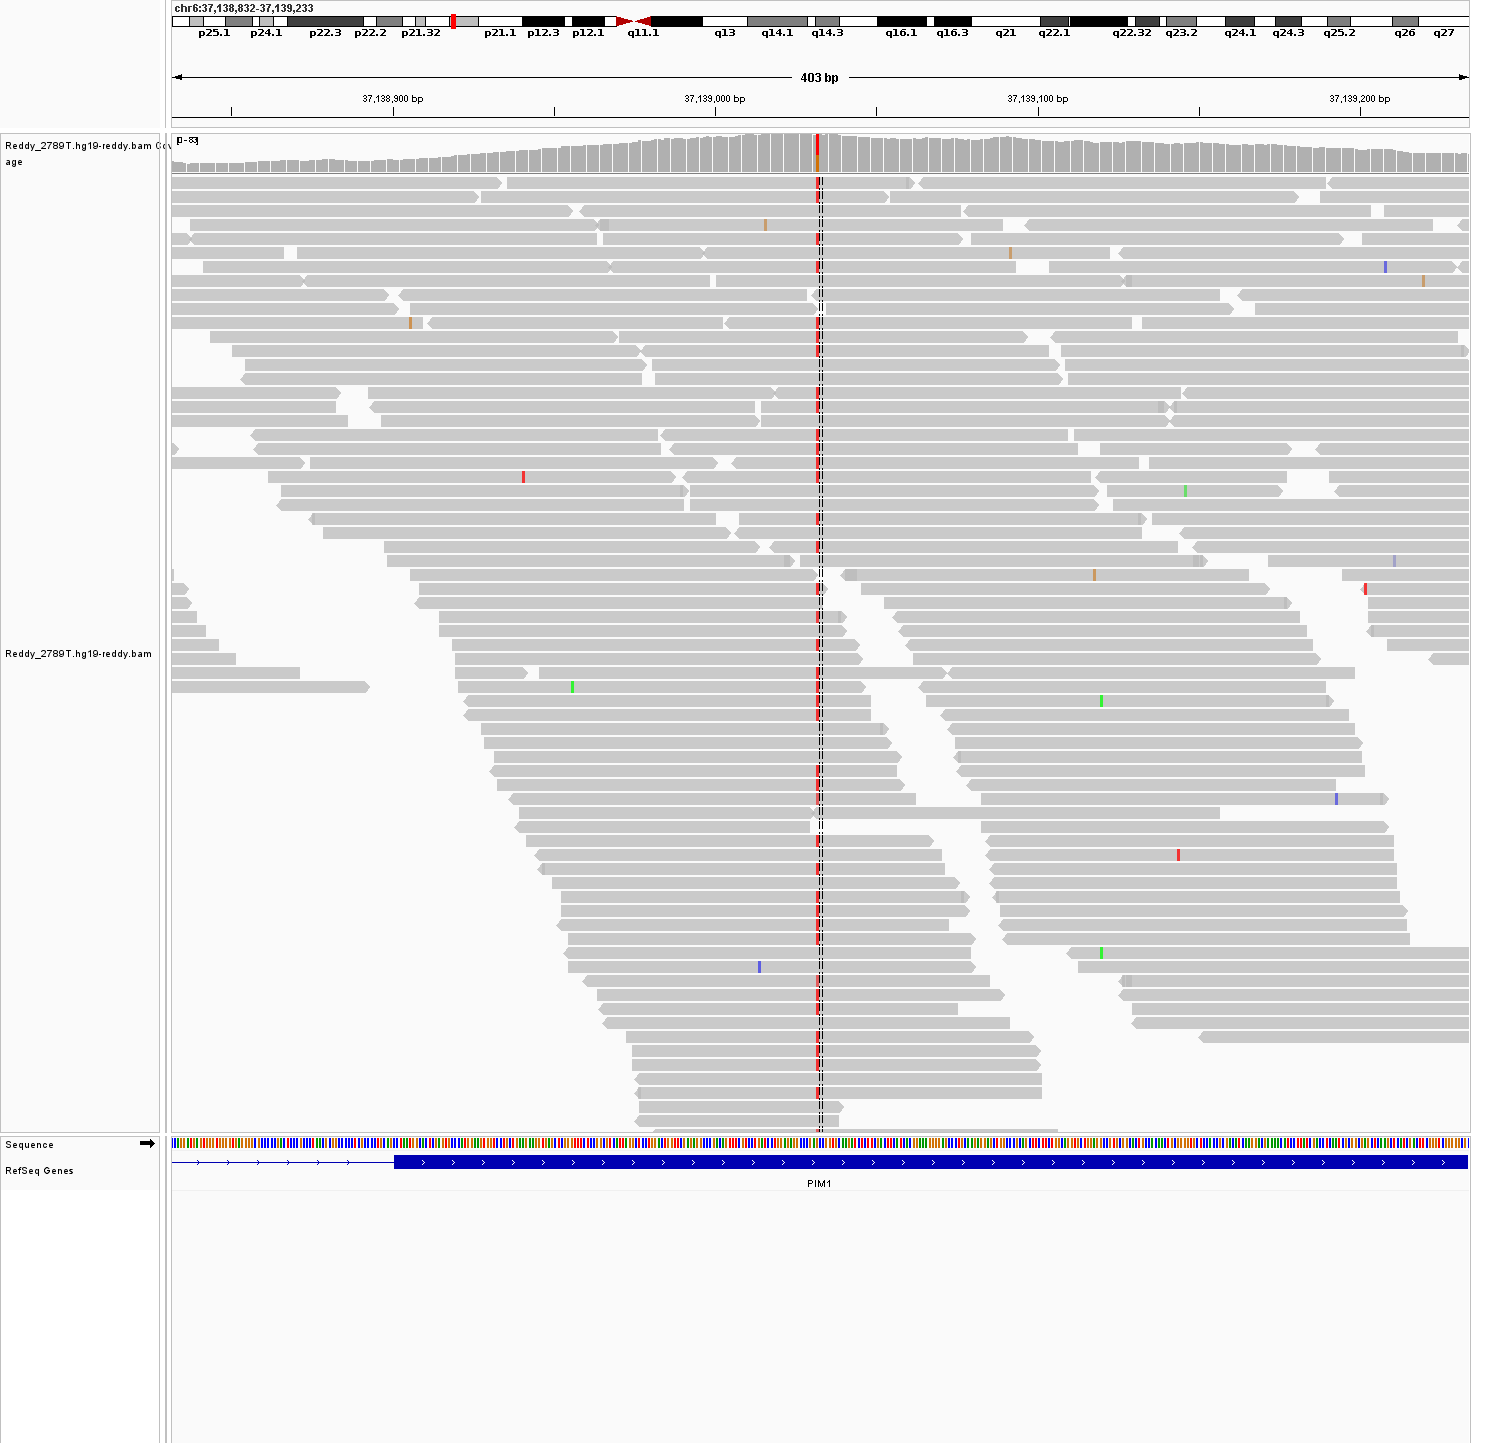 chr6:37,138,832-37,139,233
p25.1 p24.1 p22.3 p22.2 p21.32 p21.1 p12.3 p12.1 q11.1 q13 q14.1 q14.3 q16.1 q16.3 q21 q22.1 q22.32 q23.2 q24.1 q24.3 q25.2 q26 q27
403 bp
37,138,900 bp 37,139,000 bp 37,139,100 bp 37,139,200 bp
Reddy_2789T.hg19-reddy.bam Cov
age
[0 - 83]
Reddy_2789T.hg19-reddy.bam
Sequence
RefSeq Genes
PIM1